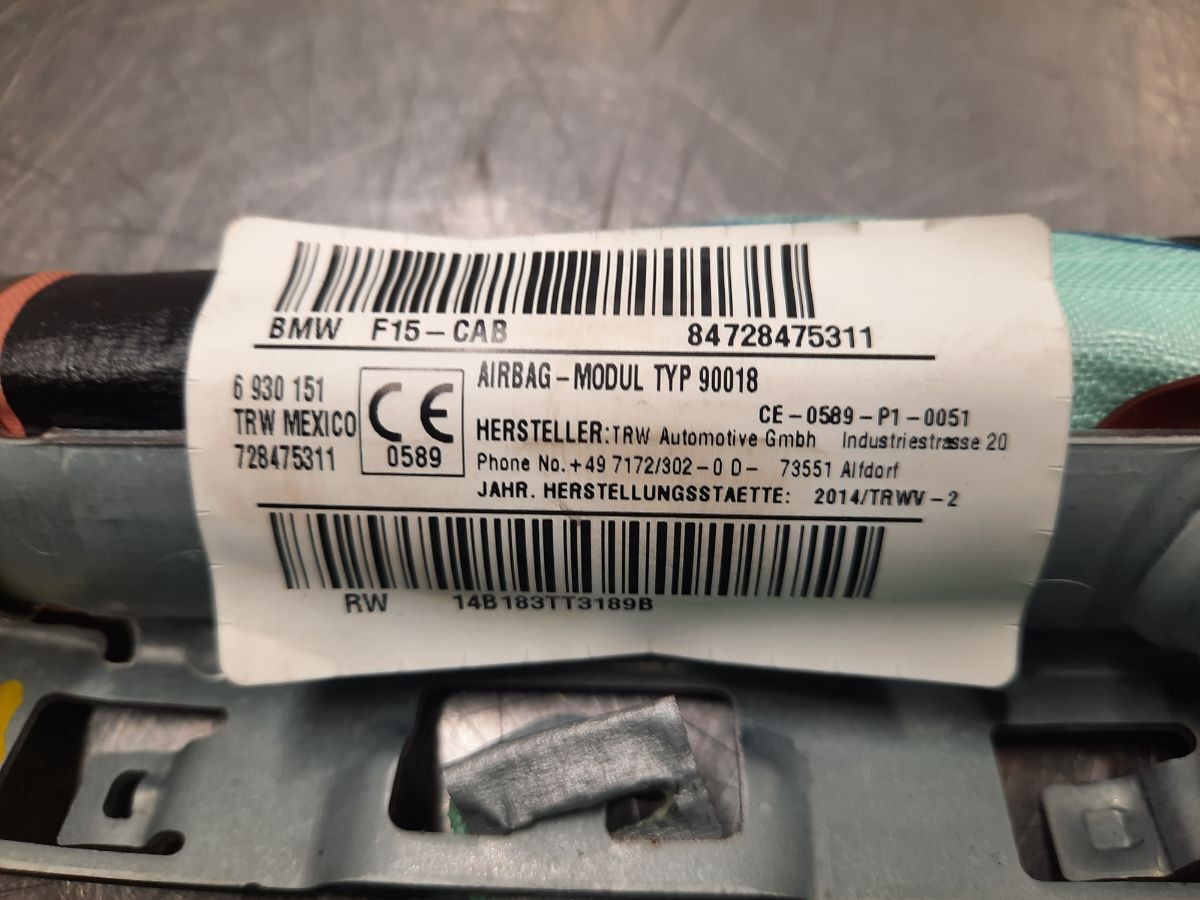 BMW F15-CAB 84728475311
AIRBAG-MODUL TYP 90018
6 930 151
TRW MEXICO
728475311
CE
0589
CE-0589-P1-0051
HERSTELLER: TRW Automotive Gmbh Industriestrasse 20
Phone No. +49 7172/302-0 D- 73551 Alfdorf
JAHR. HERSTELLUNGSSTAETTE: 2014/TRWV-2
RW 14B183TT3189B